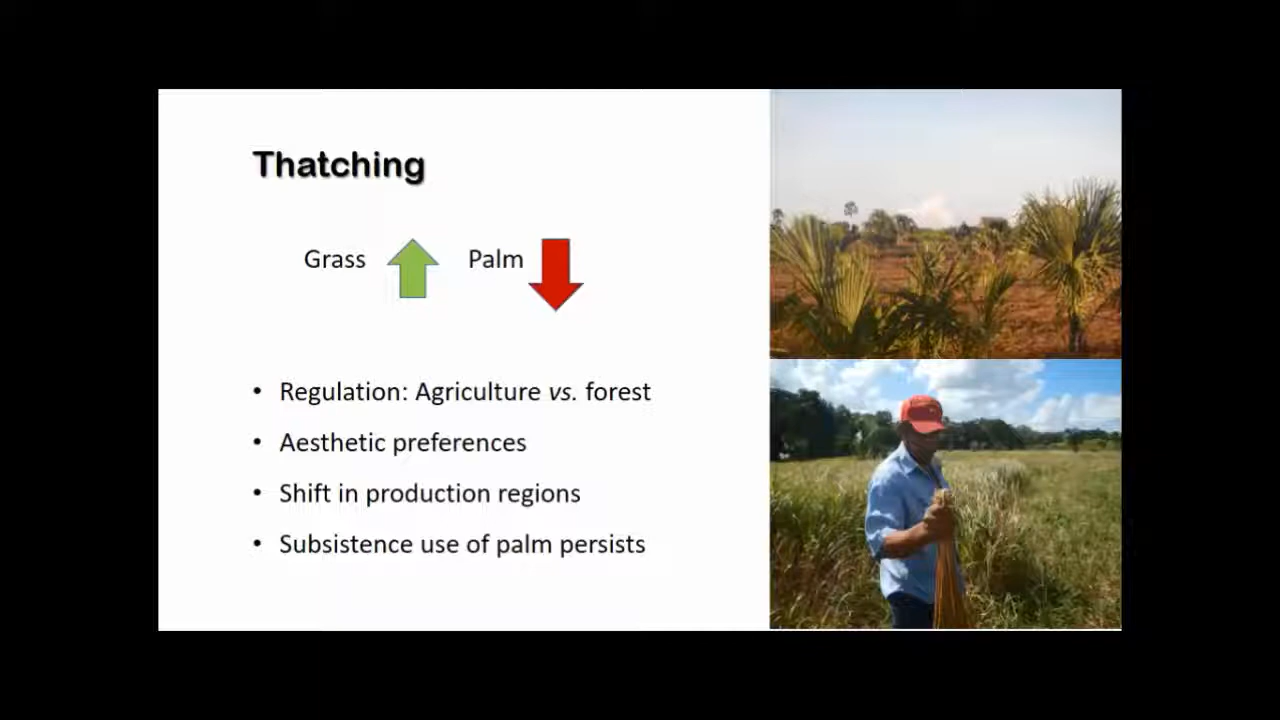 Thatching
Grass Palm
• Regulation: Agriculture vs. forest
• Aesthetic preferences
• Shift in production regions
• Subsistence use of palm persists